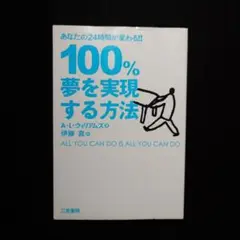 あなたの24時間が変わる!!
100%
夢を実現
する方法
A・L・ウィリアムズ著
伊藤 真訳
ALL YOU CAN DO IS ALL YOU CAN DO
三笠書房